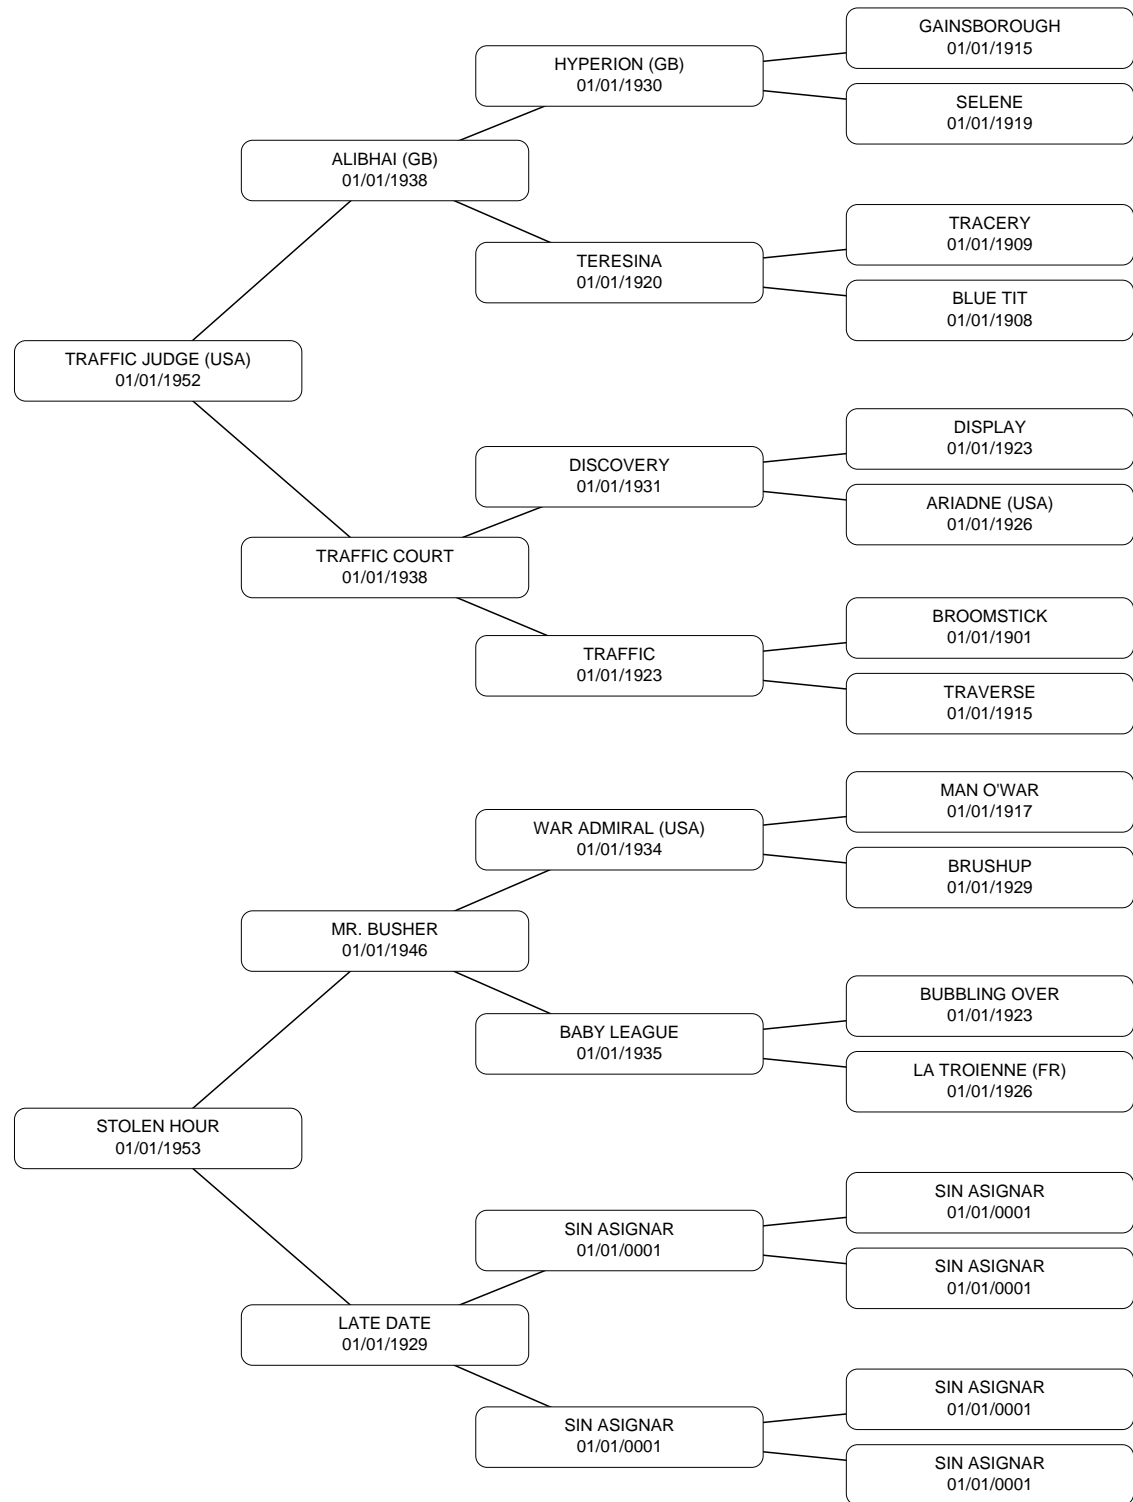 GAINSBOROUGH
01/01/1915
HYPERION (GB)
01/01/1930
SELENE
01/01/1919
ALIBHAI (GB)
01/01/1938
TRACERY
01/01/1909
TERESINA
01/01/1920
BLUE TIT
01/01/1908
TRAFFIC JUDGE (USA)
01/01/1952
DISPLAY
01/01/1923
DISCOVERY
01/01/1931
ARIADNE (USA)
01/01/1926
TRAFFIC COURT
01/01/1938
BROOMSTICK
01/01/1901
TRAFFIC
01/01/1923
TRAVERSE
01/01/1915
MAN O'WAR
01/01/1917
WAR ADMIRAL (USA)
01/01/1934
BRUSHUP
01/01/1929
MR. BUSHER
01/01/1946
BUBBLING OVER
01/01/1923
BABY LEAGUE
01/01/1935
LA TROIENNE (FR)
01/01/1926
STOLEN HOUR
01/01/1953
SIN ASIGNAR
01/01/0001
SIN ASIGNAR
01/01/0001
SIN ASIGNAR
01/01/0001
LATE DATE
01/01/1929
SIN ASIGNAR
01/01/0001
SIN ASIGNAR
01/01/0001
SIN ASIGNAR
01/01/0001